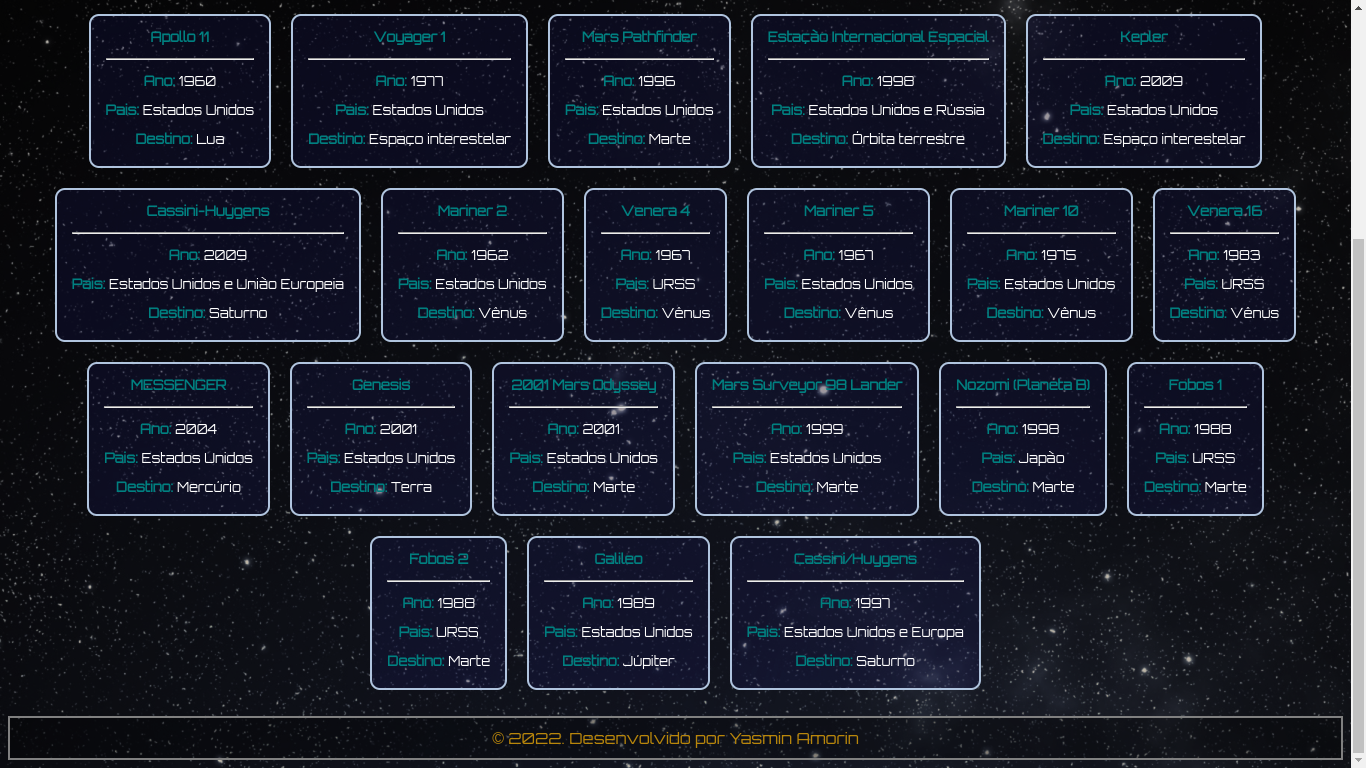 Apollo 11
Ano: 1960
País: Estados Unidos
Destino: Lua
Voyager 1
Ano: 1977
País: Estados Unidos
Destino: Espaço interestelar
Mars Pathfinder
Ano: 1996
País: Estados Unidos
Destino: Marte
Estação Internacional Espacial
Ano: 1998
País: Estados Unidos e Rússia
Destino: Órbita terrestre
Kepler
Ano: 2009
País: Estados Unidos
Destino: Espaço interestelar
Cassini-Huygens
Ano: 2009
País: Estados Unidos e União Europeia
Destino: Saturno
Mariner 2
Ano: 1962
País: Estados Unidos
Destino: Vênus
Venera 4
Ano: 1967
País: URSS
Destino: Vênus
Mariner 5
Ano: 1967
País: Estados Unidos
Destino: Vênus
Mariner 10
Ano: 1975
País: Estados Unidos
Destino: Vênus
Venera 16
Ano: 1983
País: URSS
Destino: Vênus
MESSENGER
Ano: 2004
País: Estados Unidos
Destino: Mercúrio
Genesis
Ano: 2001
País: Estados Unidos
Destino: Terra
2001 Mars Odyssey
Ano: 2001
País: Estados Unidos
Destino: Marte
Mars Surveyor 98 Lander
Ano: 1999
País: Estados Unidos
Destino: Marte
Nozomi (Planeta B)
Ano: 1998
País: Japão
Destino: Marte
Fobos 1
Ano: 1988
País: URSS
Destino: Marte
Fobos 2
Ano: 1988
País: URSS
Destino: Marte
Galileo
Ano: 1989
País: Estados Unidos
Destino: Júpiter
Cassini/Huygens
Ano: 1997
País: Estados Unidos e Europa
Destino: Saturno
© 2022. Desenvolvido por Yasmin Amorin